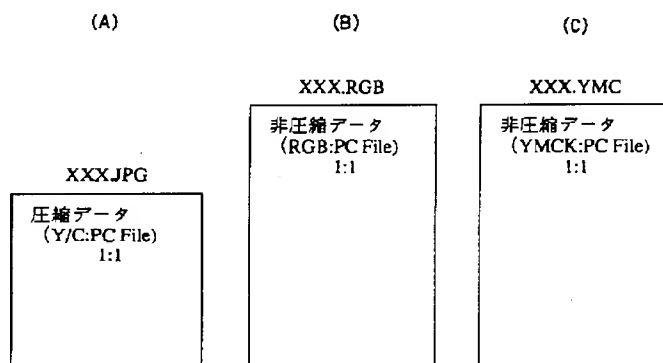 (A)
(B)
(C)
XXX.JPG
圧縮データ
(Y/C:PC File)
1:1
XXX.RGB
非圧縮データ
(RGB:PC File)
1:1
XXX.YMC
非圧縮データ
(YMCK:PC File)
1:1